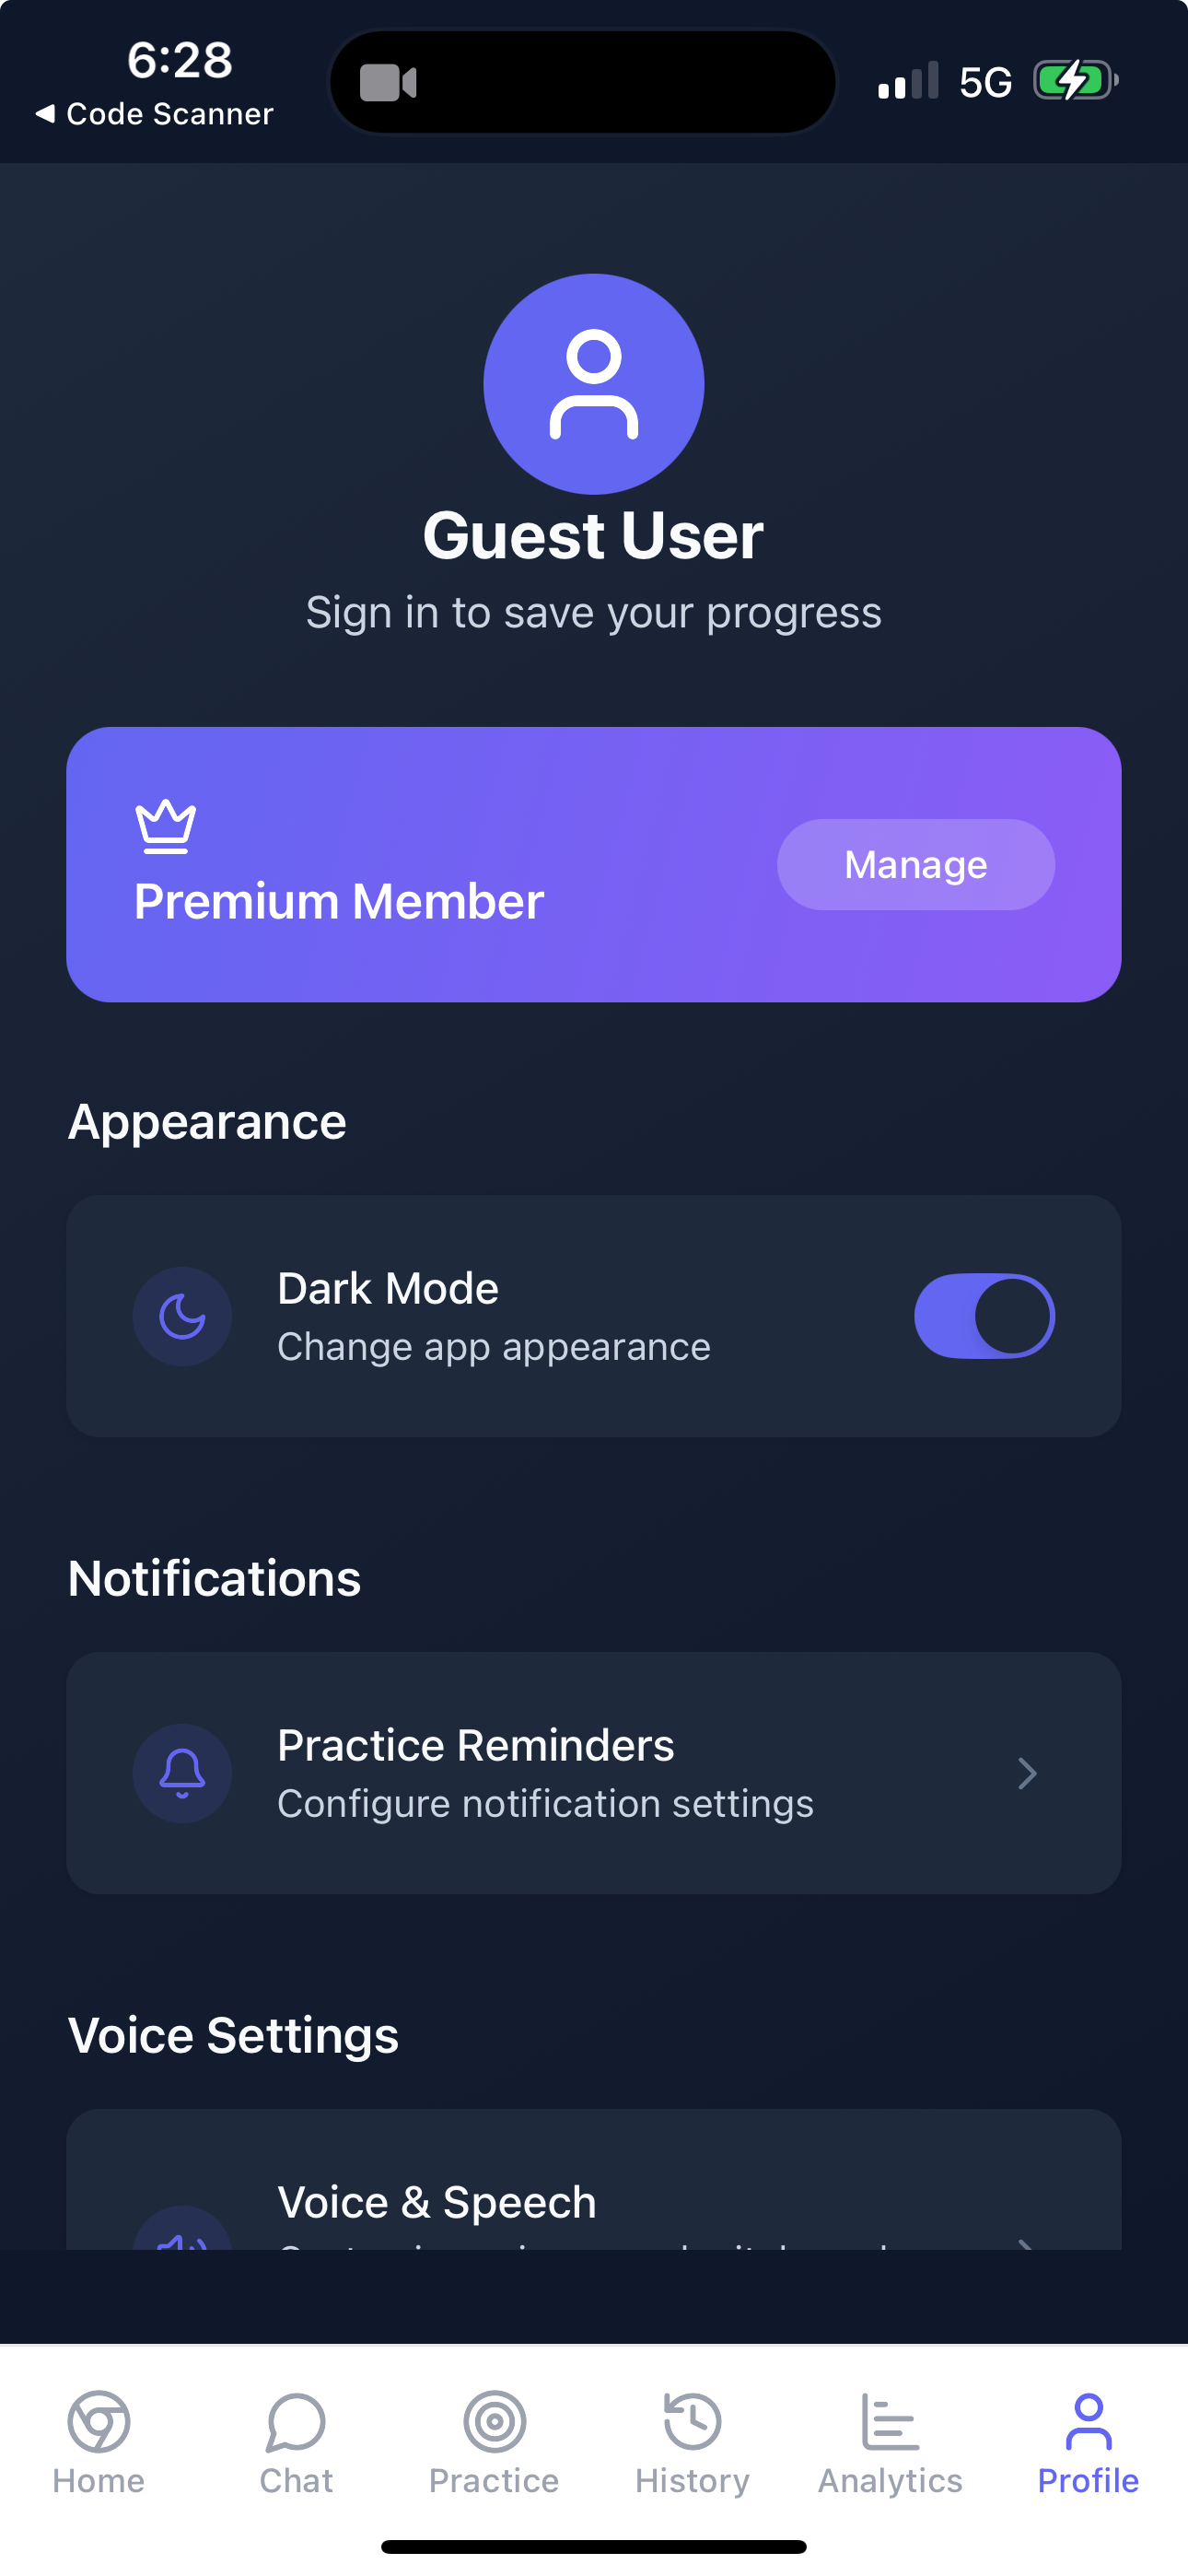 6:28
◀ Code Scanner
5G
Guest User
Sign in to save your progress
Premium Member
Manage
Appearance
Dark Mode
Change app appearance
Notifications
Practice Reminders
Configure notification settings
Voice Settings
Voice & Speech
Home
Chat
Practice
History
Analytics
Profile